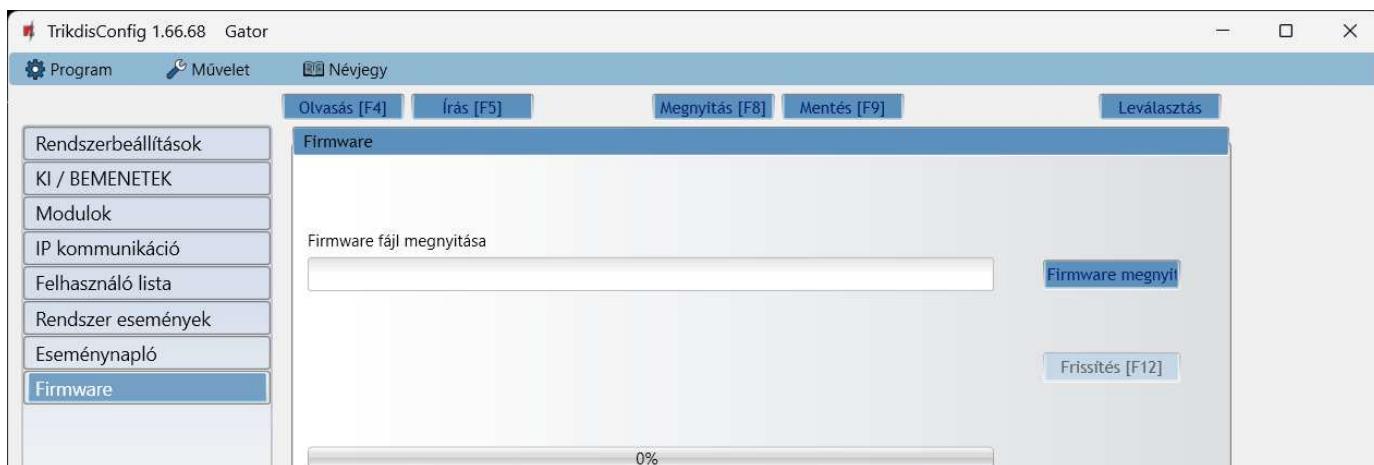 TrikdisConfig 1.66.68 Gator
Program Művelet Névjegy
Olvasás [F4] Írás [F5] Megnyitás [F8] Mentés [F9] Leválasztás
Rendszerbeállítások
KI / BEMENETEK
Modulok
IP kommunikáció
Felhasználó lista
Rendszer események
Eseménynapló
Firmware
Firmware
Firmware fájl megnyitása
Firmware megnyit
Frissítés [F12]
0%